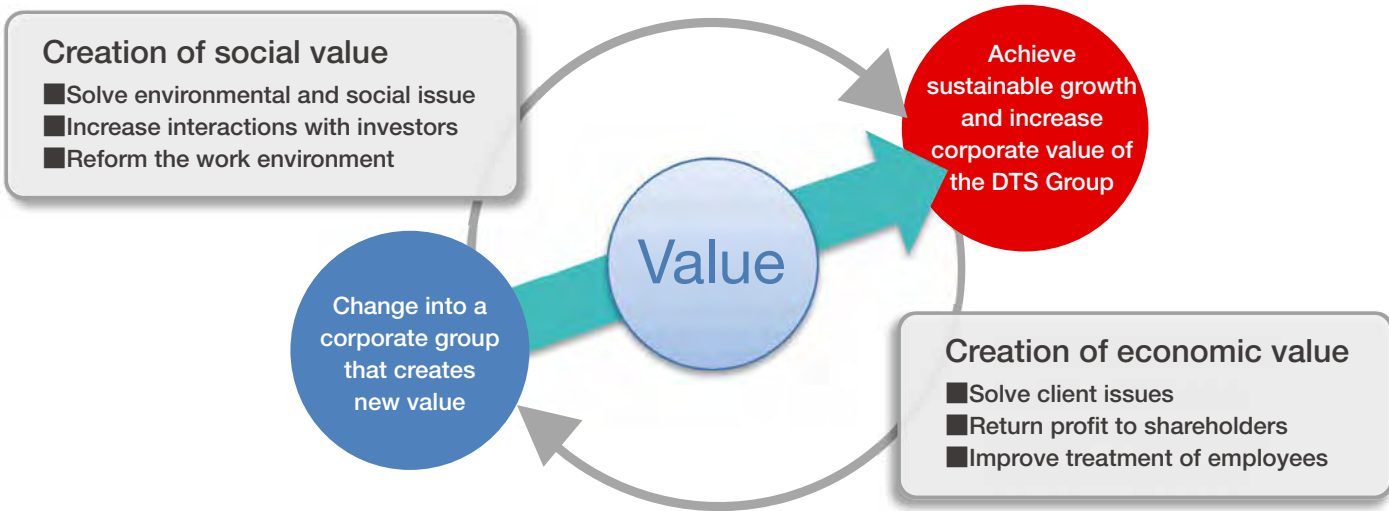 Creation of social value
■Solve environmental and social issue
■Increase interactions with investors
■Reform the work environment
Achieve
sustainable growth
and increase
corporate value of
the DTS Group
Value
Change into a
corporate group
that creates
new value
Creation of economic value
■Solve client issues
■Return profit to shareholders
■Improve treatment of employees